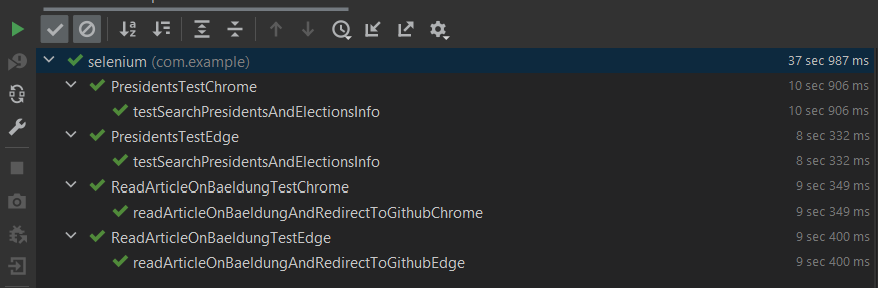 selenium (com.example) 37 sec 987 ms
PresidentsTestChrome 10 sec 906 ms
testSearchPresidentsAndElectionsInfo 10 sec 906 ms
PresidentsTestEdge 8 sec 332 ms
testSearchPresidentsAndElectionsInfo 8 sec 332 ms
ReadArticleOnBaeldungTestChrome 9 sec 349 ms
readArticleOnBaeldungAndRedirectToGithubChrome 9 sec 349 ms
ReadArticleOnBaeldungTestEdge 9 sec 400 ms
readArticleOnBaeldungAndRedirectToGithubEdge 9 sec 400 ms